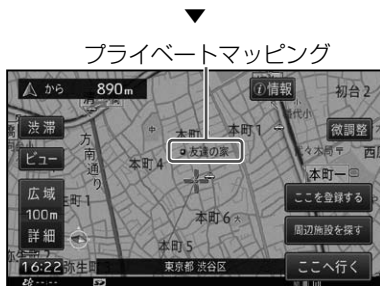 ▼
プライベートマッピング
から 890m
情報
初台2
渋滞
方南通り
本町
本町1
微調整
ビュー
友達の家
本町4
広域
100m
詳細
本町6
ここを登録する
周辺施設を探す
本町5
16:22
東京都 渋谷区
ここへ行く